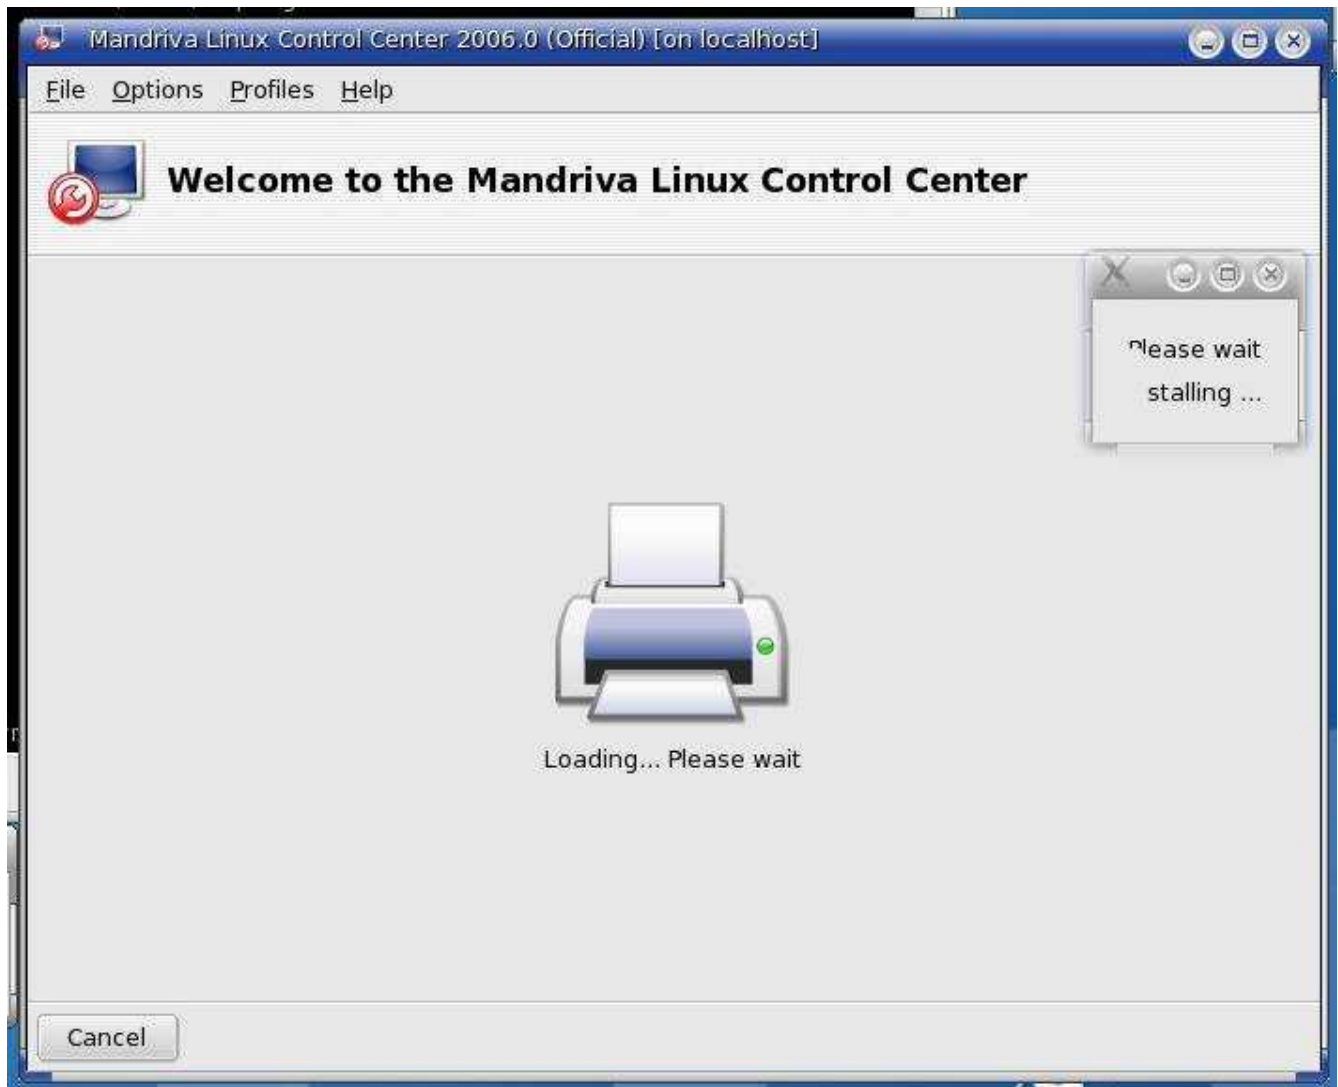 Mandriva Linux Control Center 2006.0 (Official) [on localhost]
File Options Profiles Help
Welcome to the Mandriva Linux Control Center
Please wait
stalling ...
Loading... Please wait
Cancel